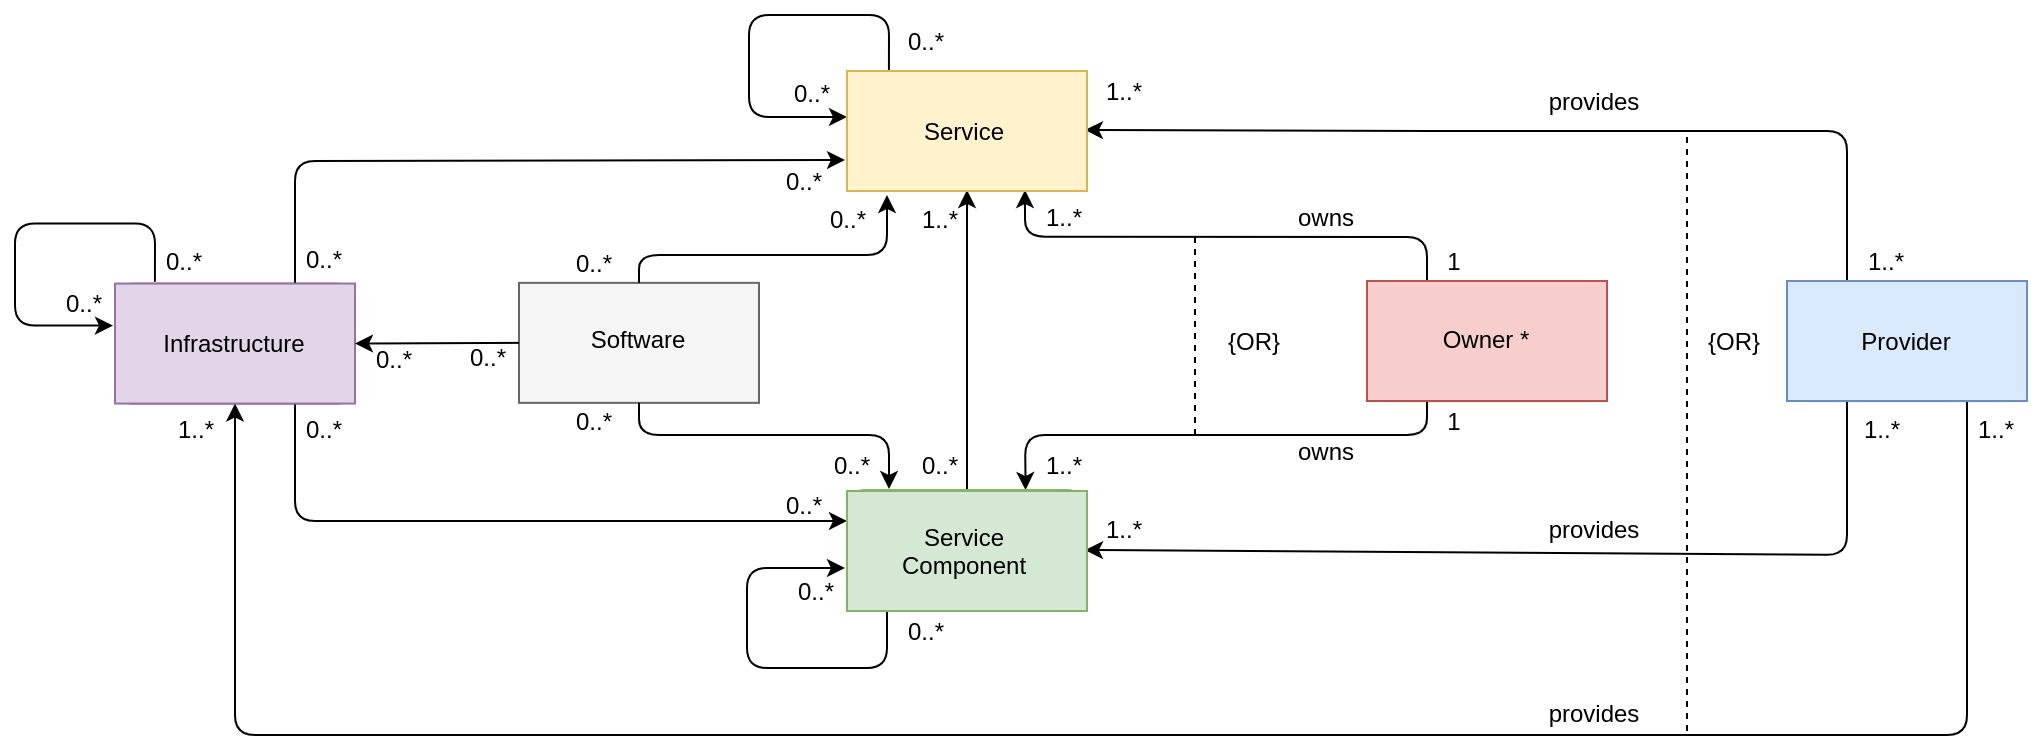 0..*
0..*
1..*
provides
Service
0..*
0..*
1..*
1..*
owns
0..*
0..*
0..*
1
1..*
0..*
Infrastructure
Software
{OR}
Owner *
{OR}
Provider
0..*
0..*
1..*
0..*
0..*
1
1..*
1..*
owns
0..*
0..*
1..*
0..*
1..*
provides
Service
Component
0..*
0..*
provides